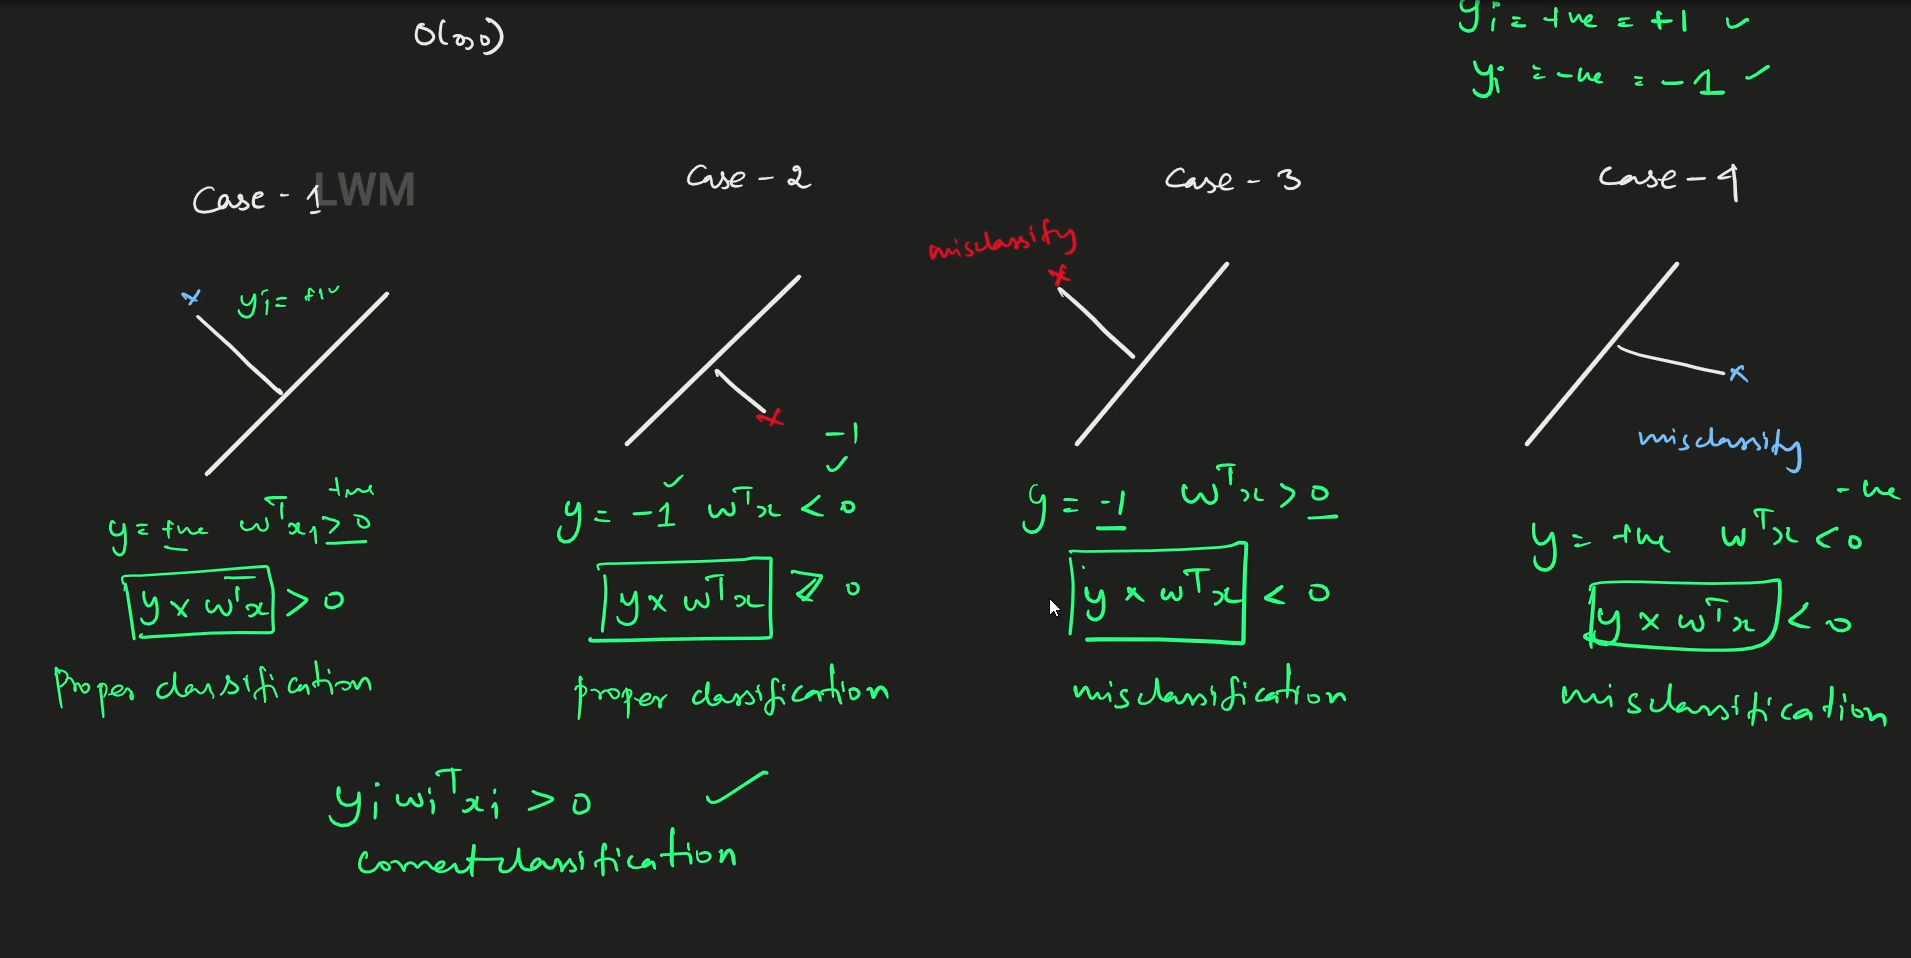 O(0,0)
yi = +ve = +1 ✓
yi = -ve = -1 ✓
Case - 1
LWM
Case - 2
Case - 3
Case - 4
yi = +ve
misclassify
misclassify
+ve
y = +ve wᵀx₁ > 0
y × wᵀx > 0
Proper classification
-1
✓
y = -1 ✓ wᵀx < 0
y × wᵀx > 0
proper classification
y = -1 wᵀx > 0
y × wᵀx < 0
misclassification
-ve
y = +ve wᵀx < 0
y × wᵀx < 0
misclassification
yi wiᵀxi > 0 ✓
correct classification